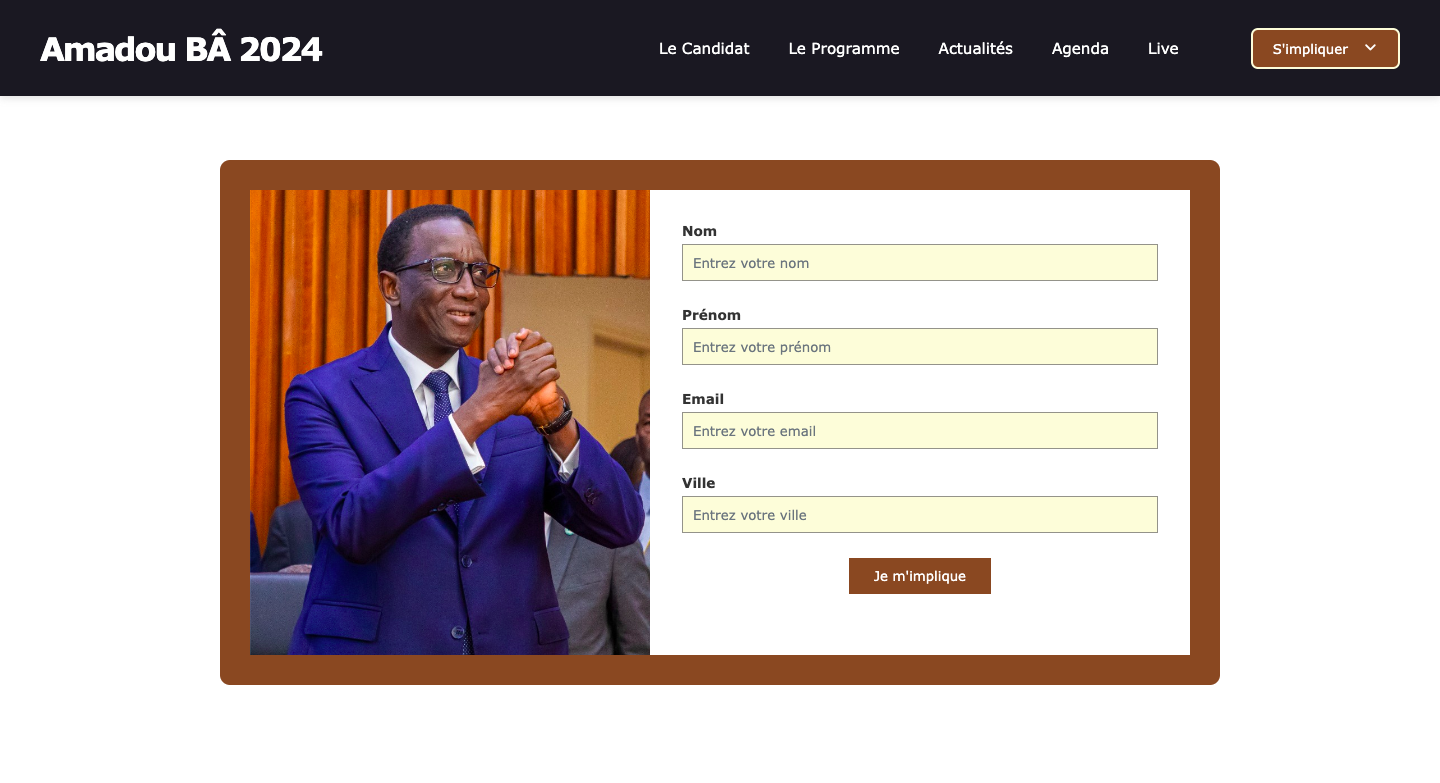 Amadou BÂ 2024
Le Candidat
Le Programme
Actualités
Agenda
Live
S'impliquer
Nom
Entrez votre nom
Prénom
Entrez votre prénom
Email
Entrez votre email
Ville
Entrez votre ville
Je m'implique